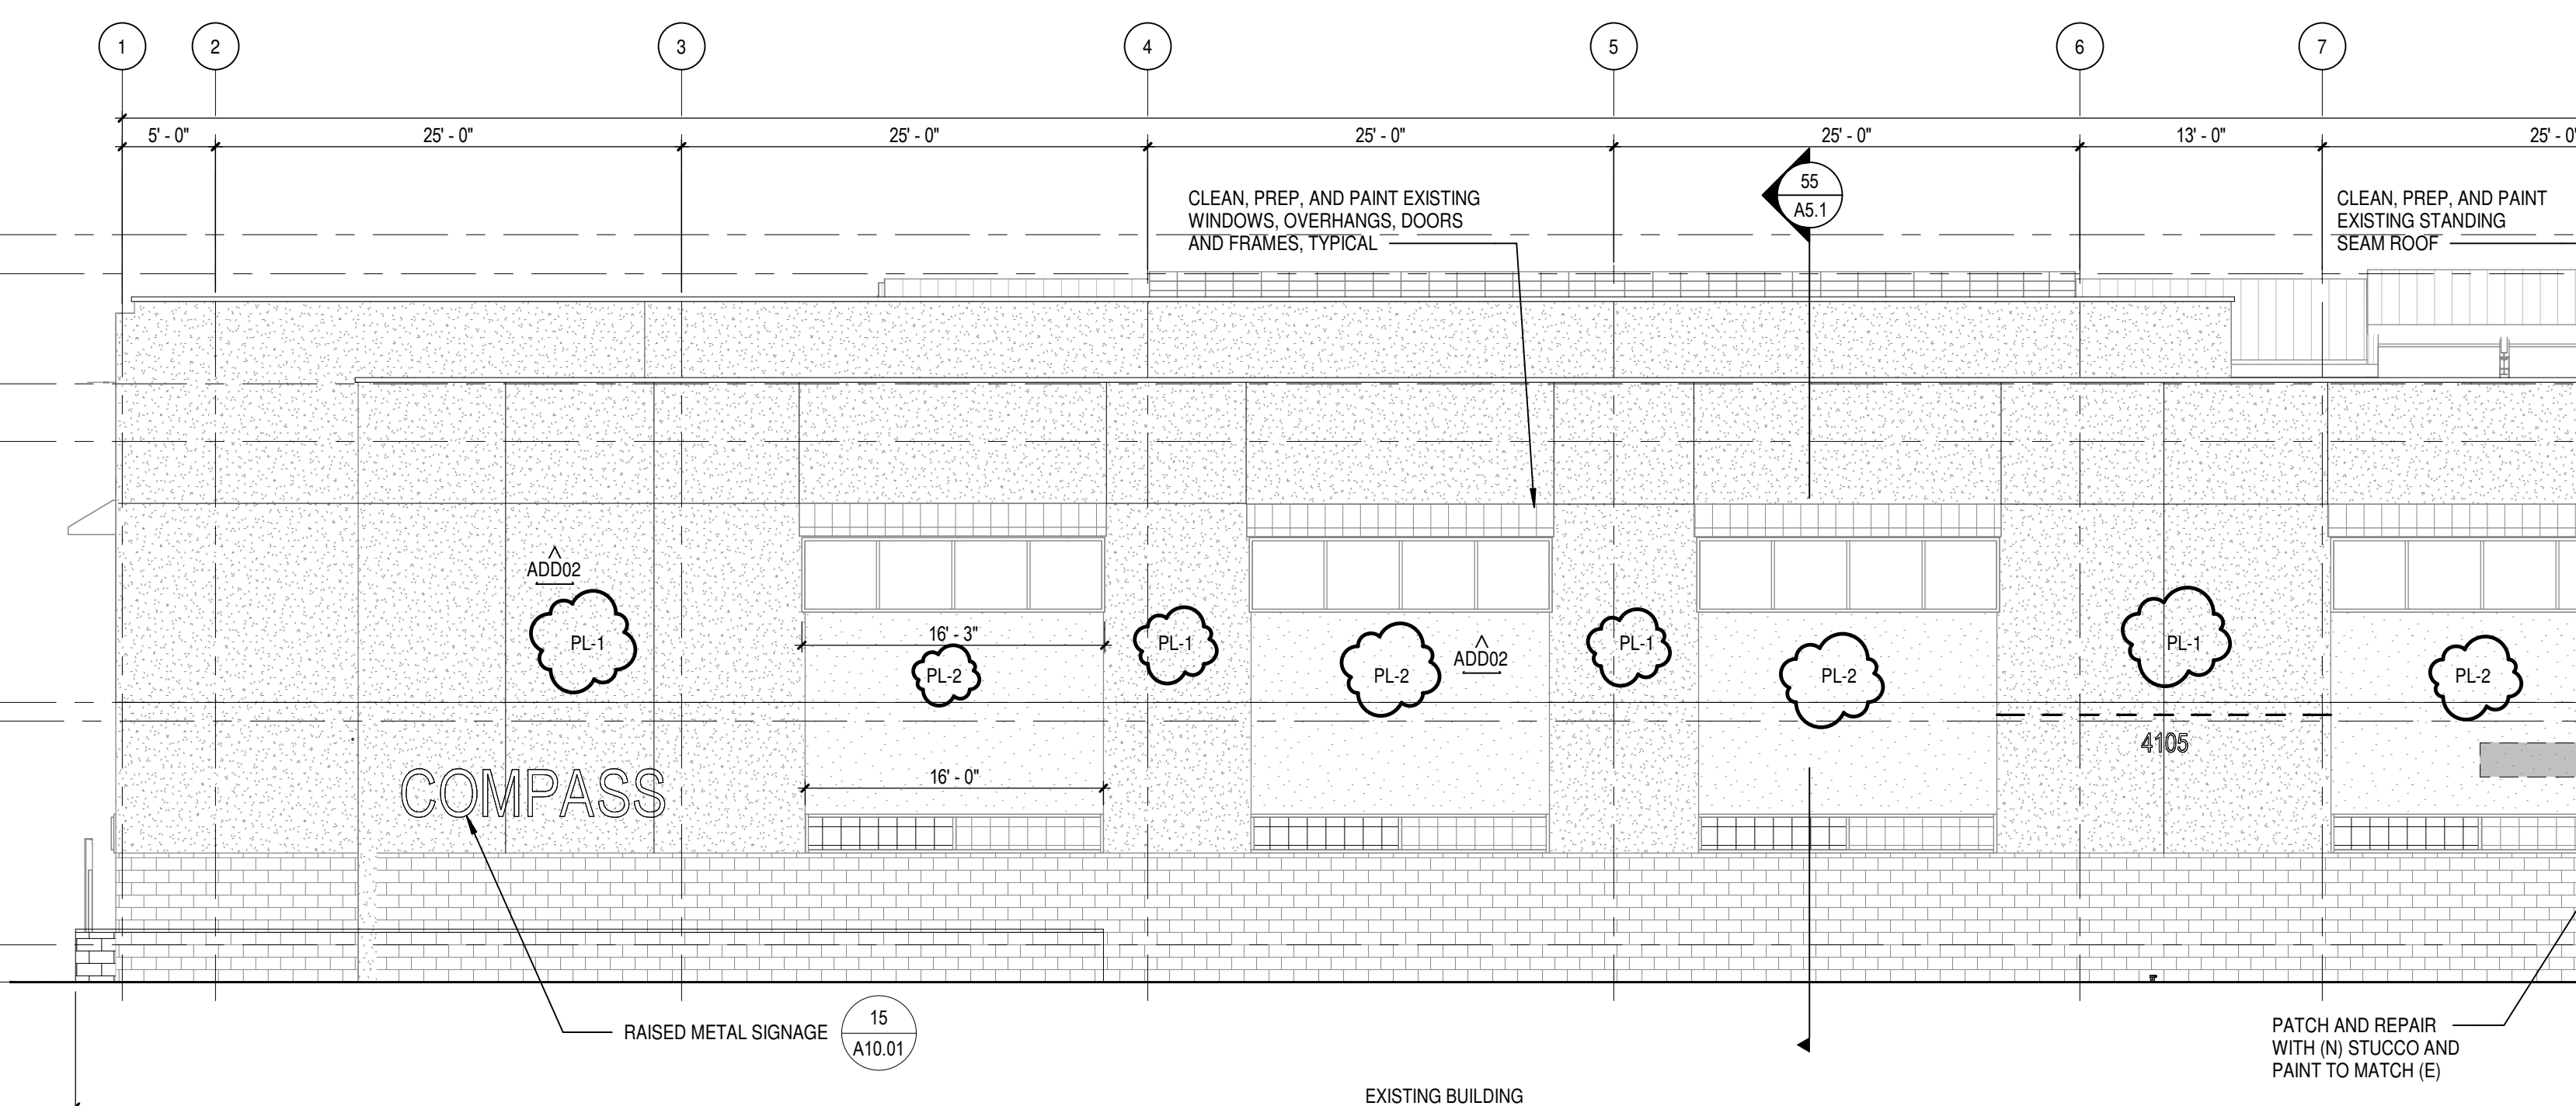 1 2 3 4 5 6 7
5' - 0" 25' - 0" 25' - 0" 25' - 0" 25' - 0" 13' - 0" 25' - 0"
CLEAN, PREP, AND PAINT EXISTING
WINDOWS, OVERHANGS, DOORS
AND FRAMES, TYPICAL
55
A5.1
CLEAN, PREP, AND PAINT
EXISTING STANDING
SEAM ROOF
ADD02
PL-1
16' - 3"
PL-2
PL-1
PL-2
ADD02
PL-1
PL-2
PL-1
PL-2
4105
COMPASS
16' - 0"
RAISED METAL SIGNAGE
15
A10.01
PATCH AND REPAIR
WITH (N) STUCCO AND
PAINT TO MATCH (E)
EXISTING BUILDING